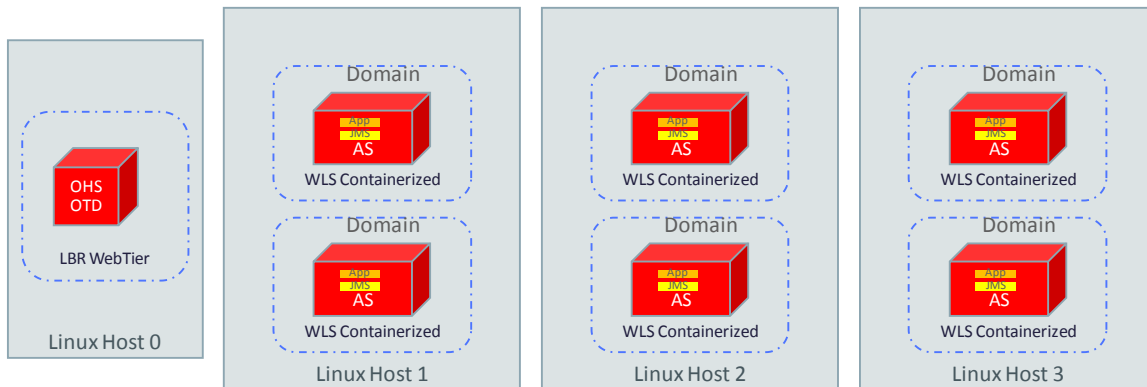 OHS
OTD
LBR WebTier
Linux Host 0
Domain
App
JMS
AS
WLS Containerized
Domain
App
JMS
AS
WLS Containerized
Linux Host 1
Domain
App
JMS
AS
WLS Containerized
Domain
App
JMS
AS
WLS Containerized
Linux Host 2
Domain
App
JMS
AS
WLS Containerized
Domain
App
JMS
AS
WLS Containerized
Linux Host 3